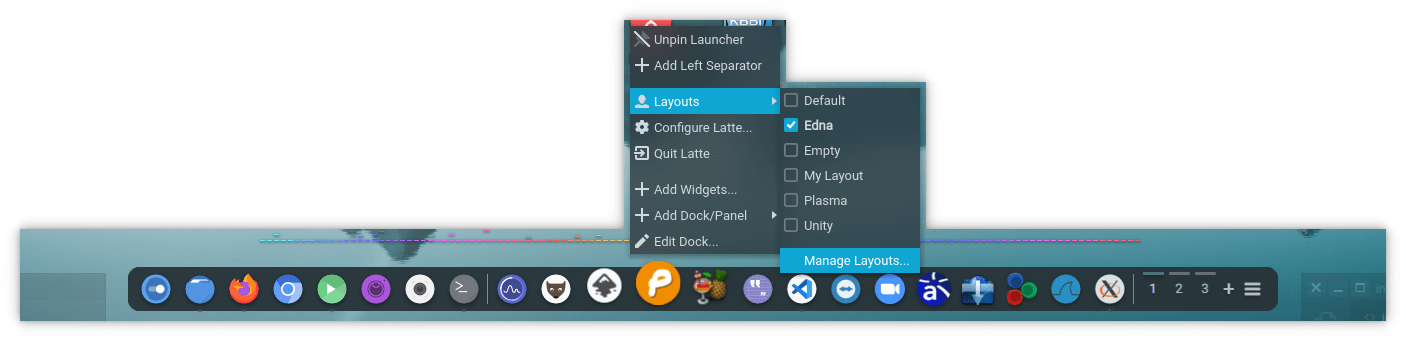 Unpin Launcher
Add Left Separator
Layouts
Configure Latte...
Quit Latte
Add Widgets...
Add Dock/Panel
Edit Dock...
Default
Edna
Empty
My Layout
Plasma
Unity
Manage Layouts...
1 2 3 +